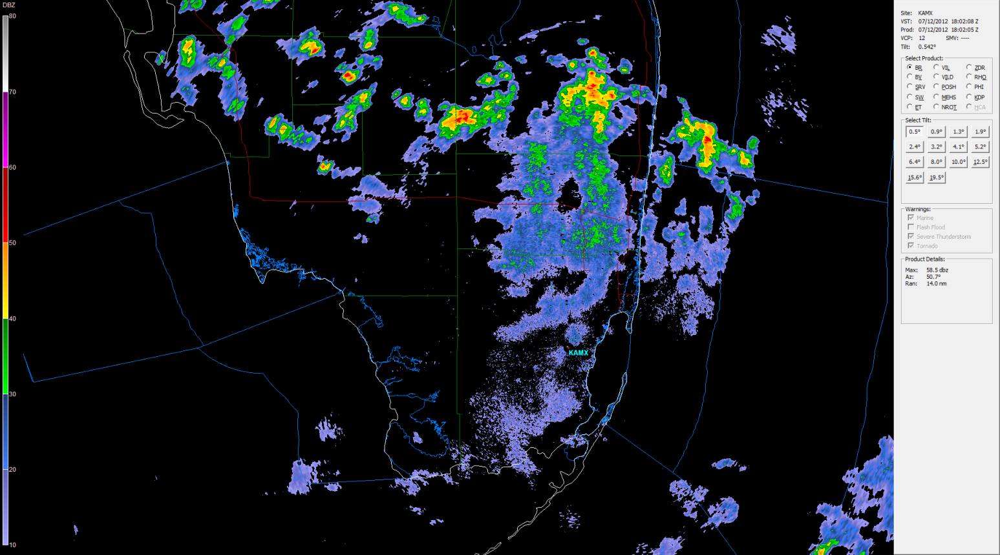 DBZ
80
70
60
50
40
30
20
10
KAMX
Site: KAMX
VST: 07/12/2012 18:02:08 Z
Prod: 07/12/2012 18:02:05 Z
VCP: 12 SMV: ----
Tilt: 0.542°
Select Product:
BR VIL ZDR
BV VILD RHO
SRV POSH PHI
SW MEHS KDP
ET NROT HCA
Select Tilt:
0.5° 0.9° 1.3° 1.9°
2.4° 3.2° 4.1° 5.2°
6.4° 8.0° 10.0° 12.5°
15.6° 19.5°
Warnings:
Marine
Flash Flood
Severe Thunderstorm
Tornado
Product Details:
Max: 58.5 dbz
Az: 50.7°
Ran: 14.0 nm